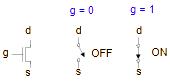 g = 0 g = 1
d d d
g OFF ON
s s s